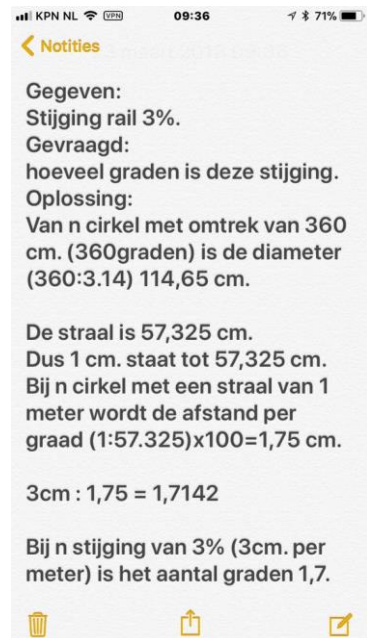 KPN NL VPN 09:36 71%
Notities
Gegeven:
Stijging rail 3%.
Gevraagd:
hoeveel graden is deze stijging.
Oplossing:
Van n cirkel met omtrek van 360
cm. (360graden) is de diameter
(360:3.14) 114,65 cm.
De straal is 57,325 cm.
Dus 1 cm. staat tot 57,325 cm.
Bij n cirkel met een straal van 1
meter wordt de afstand per
graad (1:57.325)x100=1,75 cm.
3cm : 1,75 = 1,7142
Bij n stijging van 3% (3cm. per
meter) is het aantal graden 1,7.